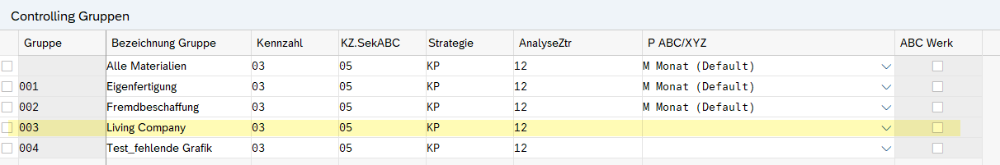 Controlling Gruppen
Gruppe Bezeichnung Gruppe Kennzahl KZ.SekABC Strategie AnalyseZtr P ABC/XYZ ABC Werk
Alle Materialien 03 05 KP 12 M Monat (Default)
001 Eigenfertigung 03 05 KP 12 M Monat (Default)
002 Fremdbeschaffung 03 05 KP 12 M Monat (Default)
003 Living Company 03 05 KP 12
004 Test_fehlende Grafik 03 05 KP 12